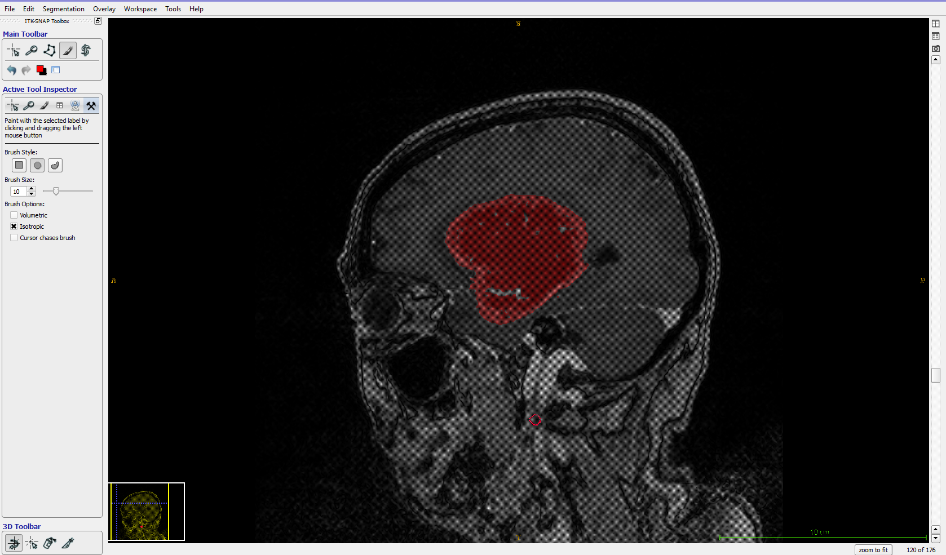 File Edit Segmentation Overlay Workspace Tools Help
ITK-SNAP Toolbox
Main Toolbar
Active Tool Inspector
Paint with the selected label by
clicking and dragging the left
mouse button
Brush Style:
Brush Size:
10
Brush Options:
Volumetric
Isotropic
Cursor chases brush
3D Toolbar
S
zoom to fit
120 of 176